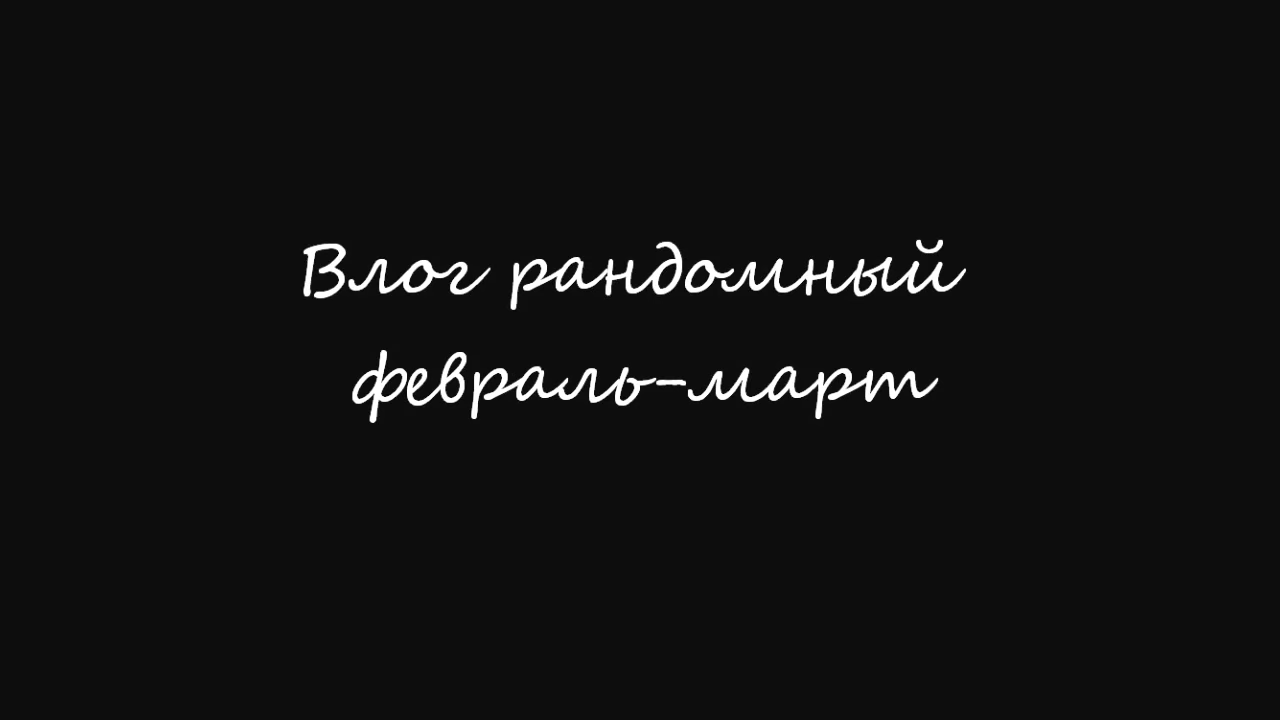 Влог рандомный
февраль-март